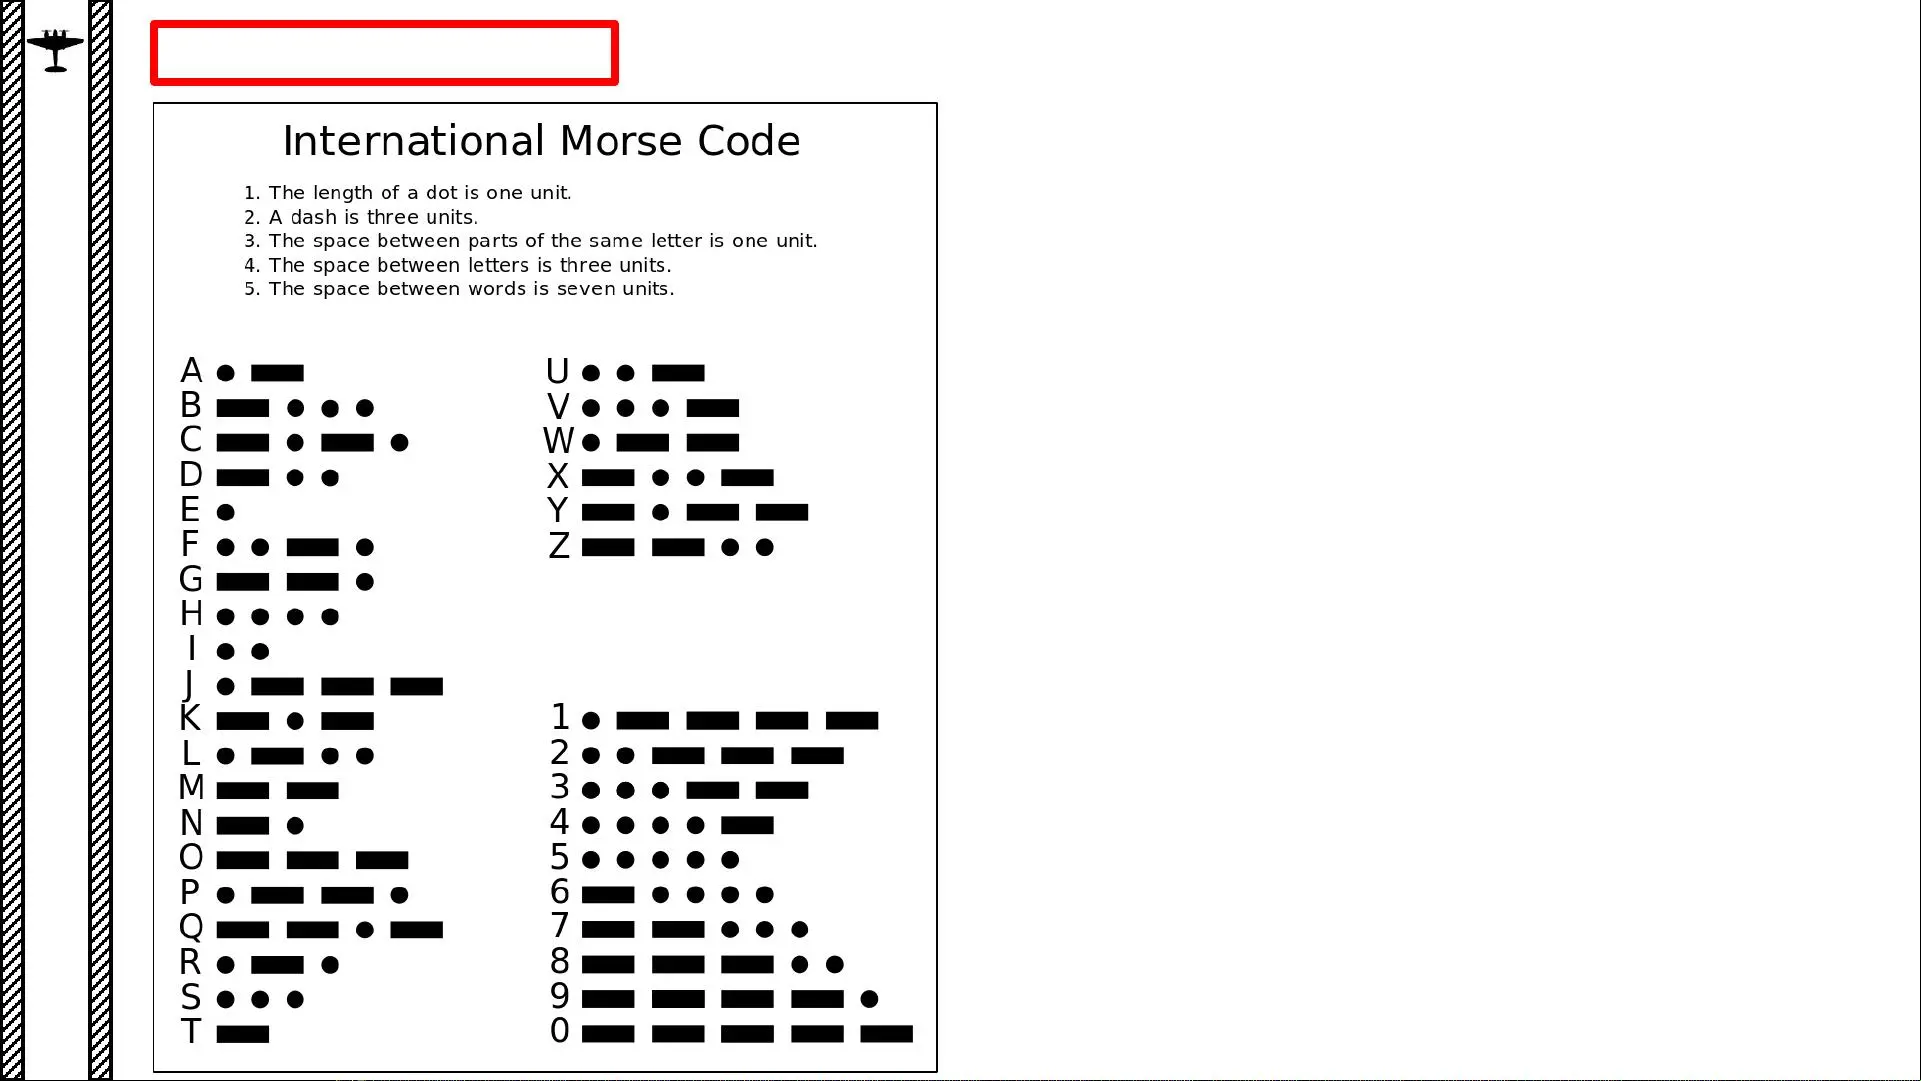 International Morse Code
1. The length of a dot is one unit.
2. A dash is three units.
3. The space between parts of the same letter is one unit.
4. The space between letters is three units.
5. The space between words is seven units.
A
B
C
D
E
F
G
H
I
J
K
L
M
N
O
P
Q
R
S
T
U
V
W
X
Y
Z
1
2
3
4
5
6
7
8
9
0